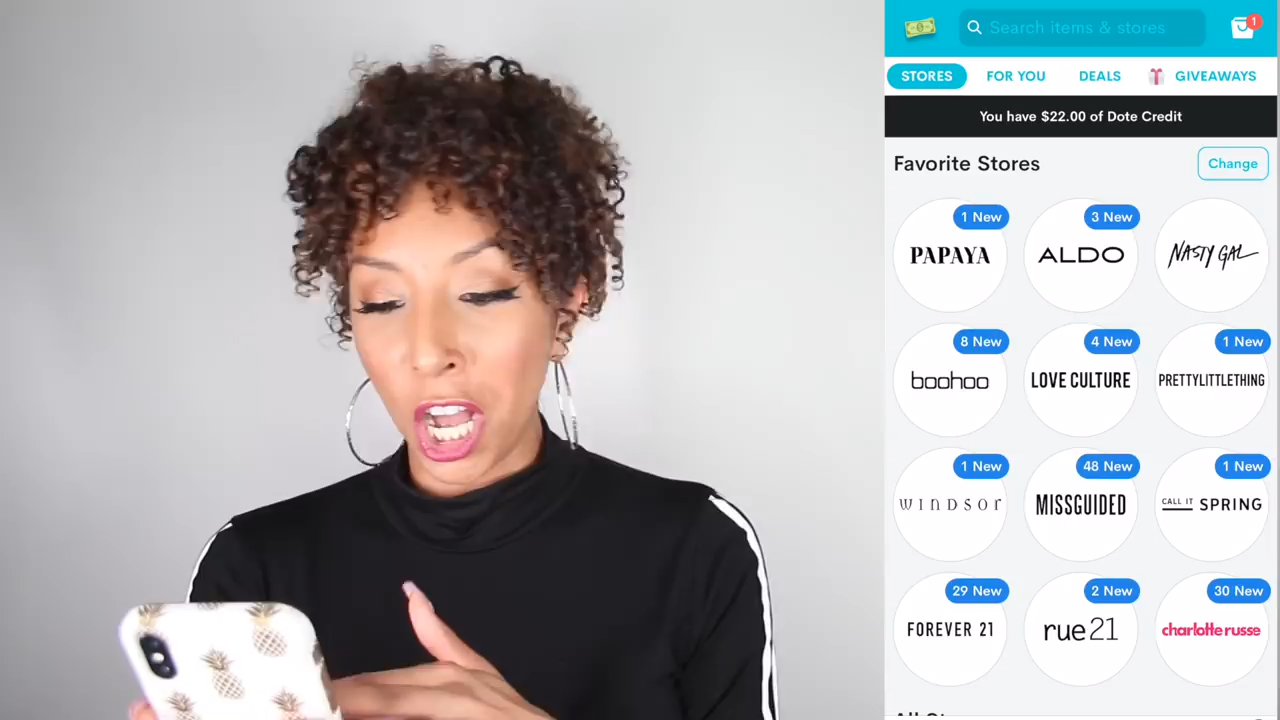 Search items & stores
1
STORES
FOR YOU
DEALS
GIVEAWAYS
You have $22.00 of Dote Credit
Favorite Stores
Change
1 New
3 New
PAPAYA
ALDO
NASTY GAL
8 New
4 New
1 New
boohoo
LOVE CULTURE
PRETTYLITTLETHING
1 New
48 New
1 New
WINDSOR
MISSGUIDED
CALL IT SPRING
29 New
2 New
30 New
FOREVER 21
rue21
charlotte russe